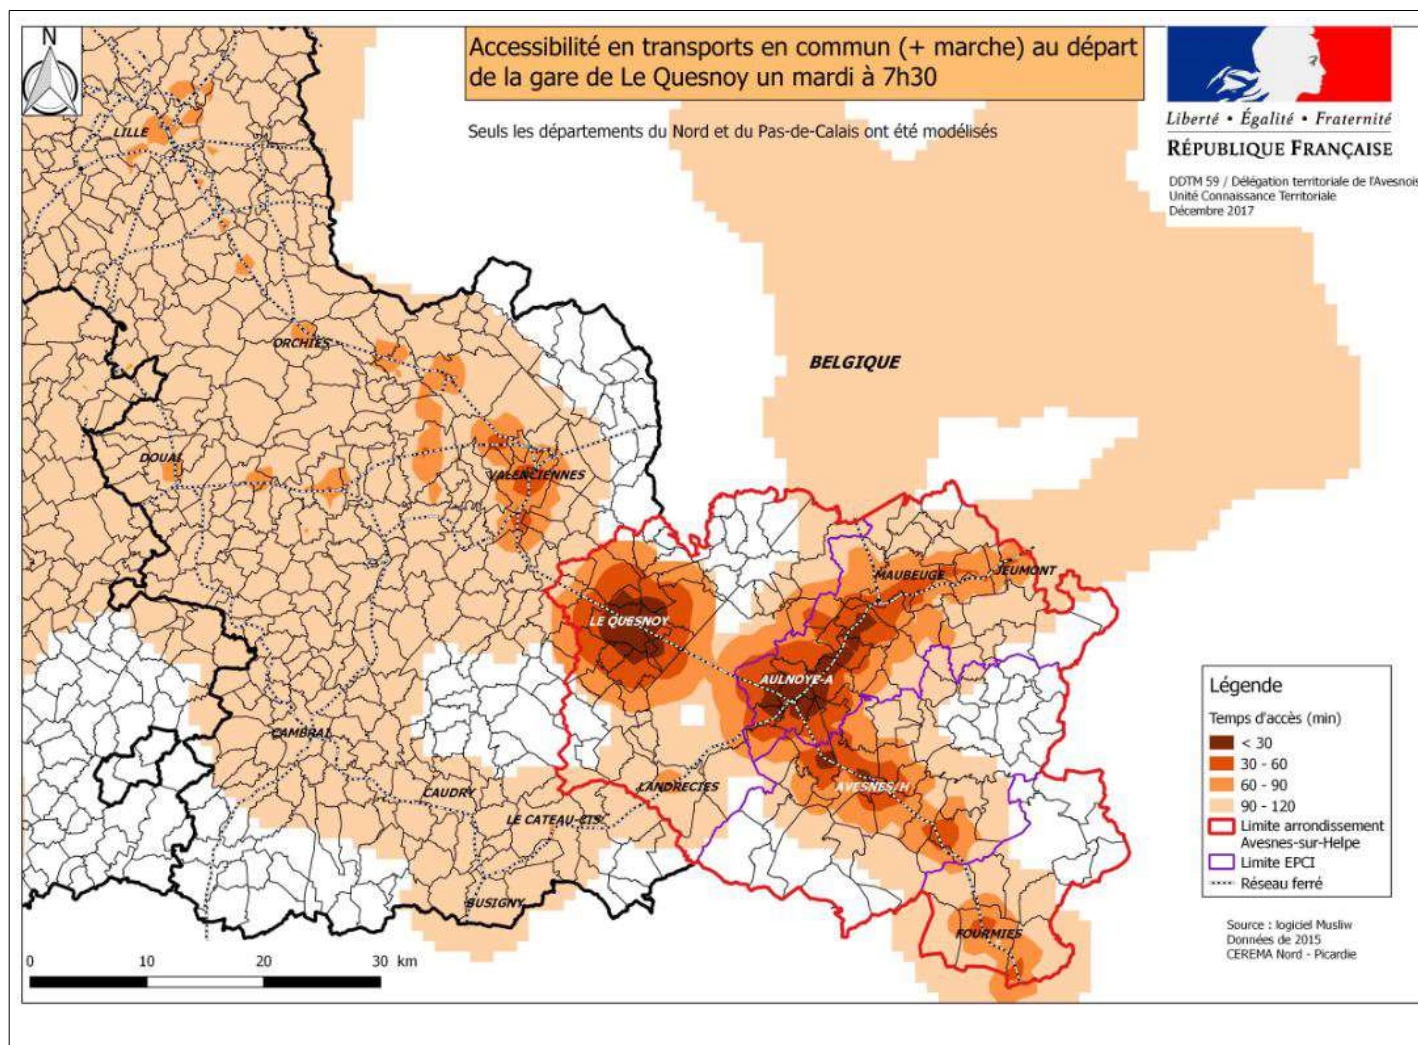 N
Accessibilité en transports en commun (+ marche) au départ
de la gare de Le Quesnoy un mardi à 7h30
Seuls les départements du Nord et du Pas-de-Calais ont été modélisés
Liberté • Égalité • Fraternité
RÉPUBLIQUE FRANÇAISE
DDTM 59 / Délégation territoriale de l'Avesnois
Unité Connaissance Territoriale
Décembre 2017
LILLE
ORCHIES
BELGIQUE
DOUAI
VALENCIENNES
MAUBEUGE
JEUMONT
LE QUESNOY
AULNOYE-A
CAMBRAI
CAUDRY
LANDRECIES
AVESNES/H
LE CATEAU-CIS
BUSIGNY
FOURMIES
Légende
Temps d'accès (min)
< 30
30 - 60
60 - 90
90 - 120
Limite arrondissement
Avesnes-sur-Helpe
Limite EPCI
Réseau ferré
Source : logiciel Musliw
Données de 2015
CEREMA Nord - Picardie
0 10 20 30 km